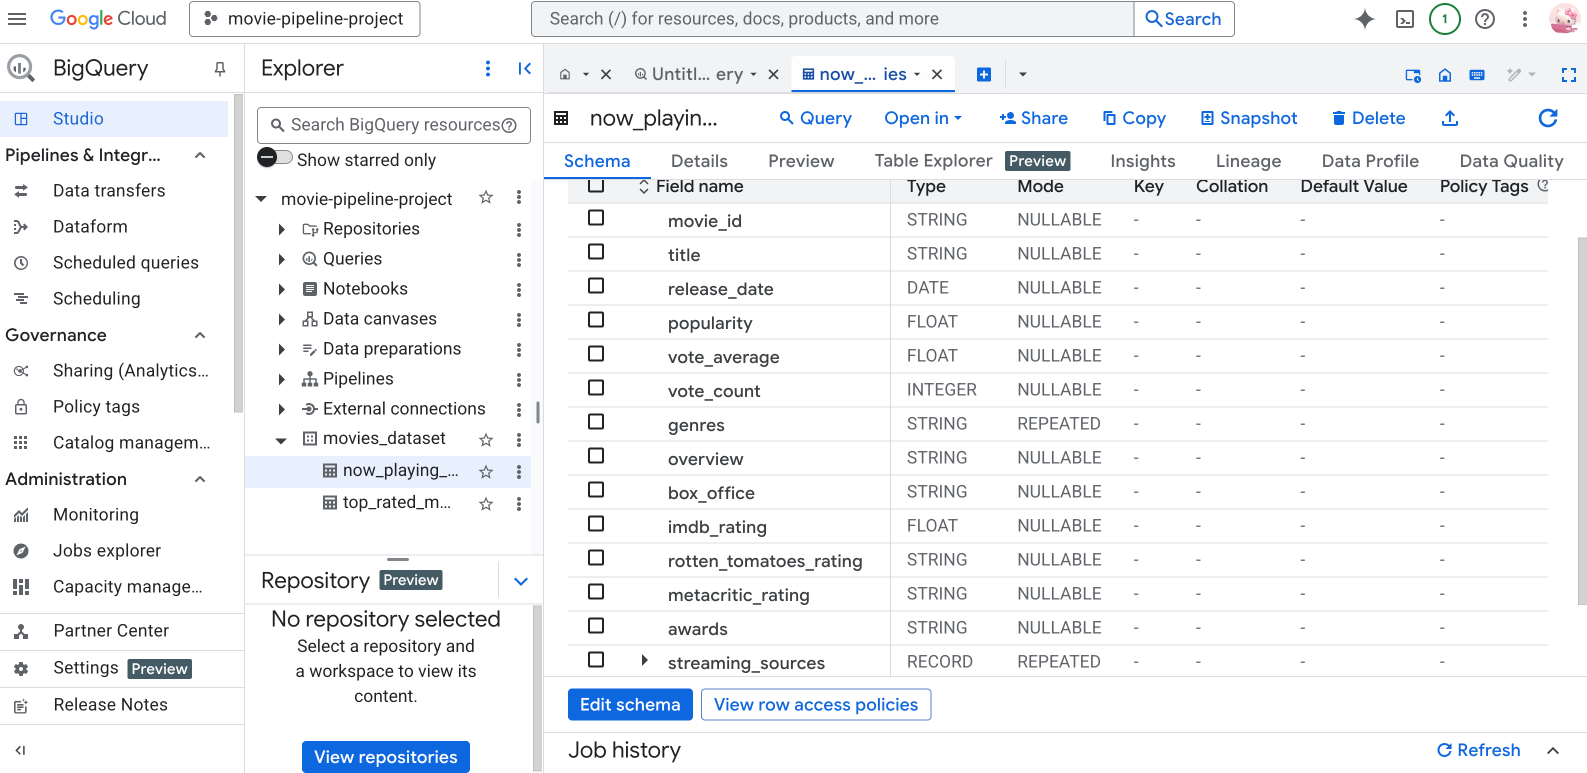 Google Cloud
movie-pipeline-project
Search (/) for resources, docs, products, and more
Search
1
BigQuery
Studio
Pipelines & Integr...
Data transfers
Dataform
Scheduled queries
Scheduling
Governance
Sharing (Analytics...
Policy tags
Catalog managem...
Administration
Monitoring
Jobs explorer
Capacity manage...
Partner Center
Settings Preview
Release Notes
Explorer
Search BigQuery resources
Show starred only
movie-pipeline-project
Repositories
Queries
Notebooks
Data canvases
Data preparations
Pipelines
External connections
movies_dataset
now_playing_...
top_rated_m...
Repository Preview
No repository selected
Select a repository and
a workspace to view its
content.
View repositories
Untitl... ery
now_... ies
now_playin...
Query
Open in
Share
Copy
Snapshot
Delete
Schema Details Preview Table Explorer Preview Insights Lineage Data Profile Data Quality
Field name Type Mode Key Collation Default Value Policy Tags
movie_id STRING NULLABLE - - - -
title STRING NULLABLE - - - -
release_date DATE NULLABLE - - - -
popularity FLOAT NULLABLE - - - -
vote_average FLOAT NULLABLE - - - -
vote_count INTEGER NULLABLE - - - -
genres STRING REPEATED - - - -
overview STRING NULLABLE - - - -
box_office STRING NULLABLE - - - -
imdb_rating FLOAT NULLABLE - - - -
rotten_tomatoes_rating STRING NULLABLE - - - -
metacritic_rating STRING NULLABLE - - - -
awards STRING NULLABLE - - - -
streaming_sources RECORD REPEATED - - - -
Edit schema
View row access policies
Job history
Refresh